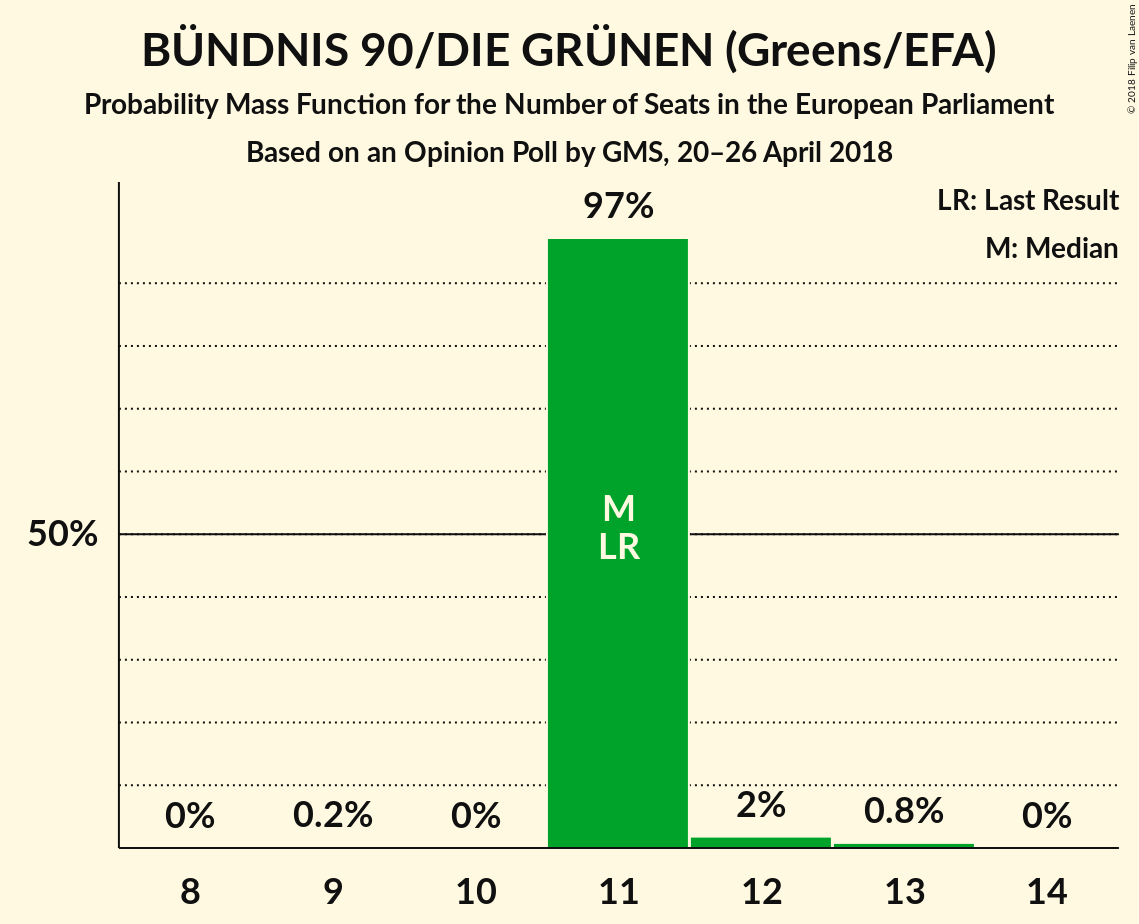 BÜNDNIS 90/DIE GRÜNEN (Greens/EFA)
Probability Mass Function for the Number of Seats in the European Parliament
Based on an Opinion Poll by GMS, 20–26 April 2018
© 2018 Filip van Laenen
LR: Last Result
M: Median
97%
50%
M
LR
0% 0.2% 0% 2% 0.8% 0%
8 9 10 11 12 13 14